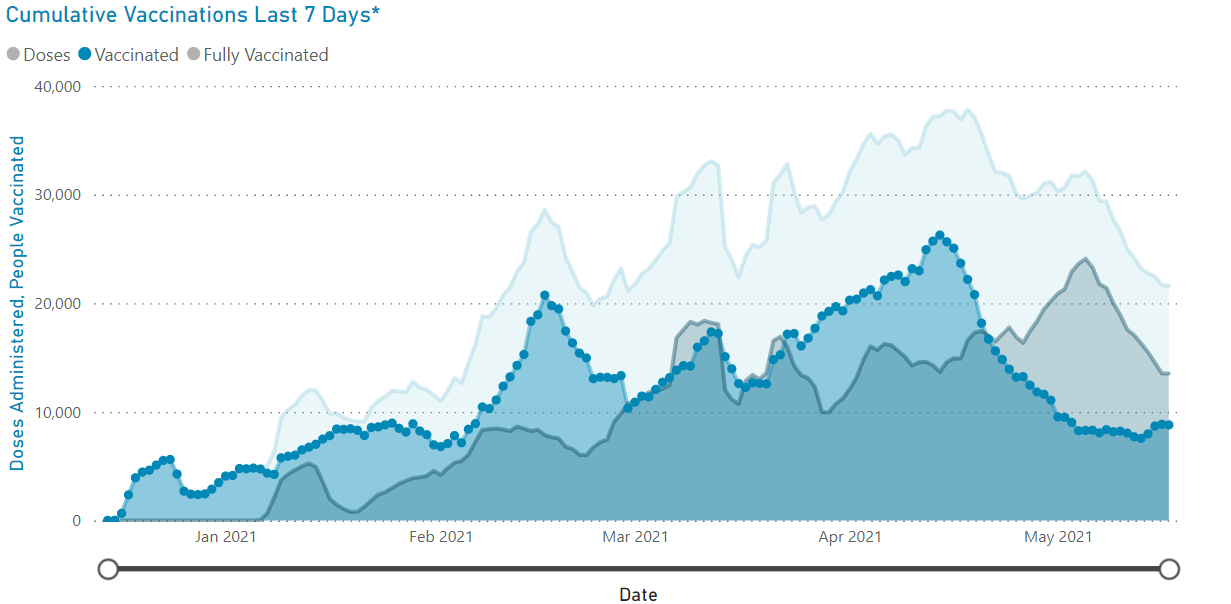 Cumulative Vaccinations Last 7 Days*
Doses Vaccinated Fully Vaccinated
Doses Administered, People Vaccinated
40,000
30,000
20,000
10,000
0
Jan 2021 Feb 2021 Mar 2021 Apr 2021 May 2021
Date